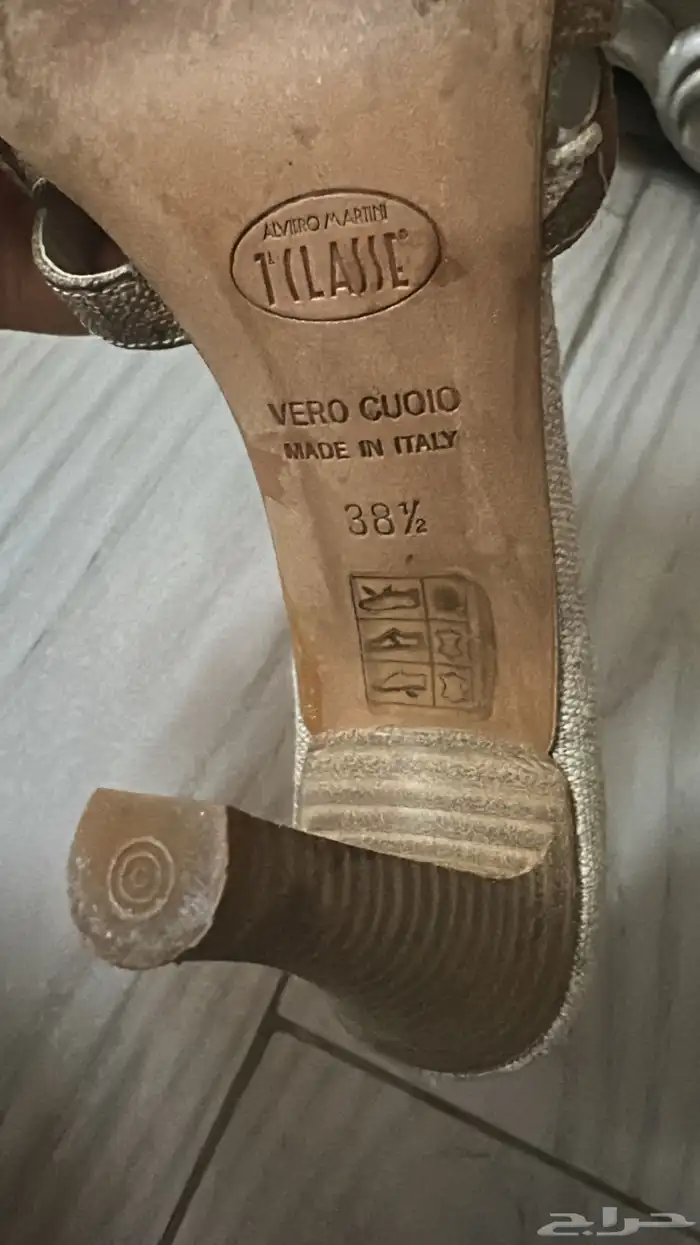 ALVIERO MARTINI
1ª CLASSE®
VERO CUOIO
MADE IN ITALY
38½
حراج